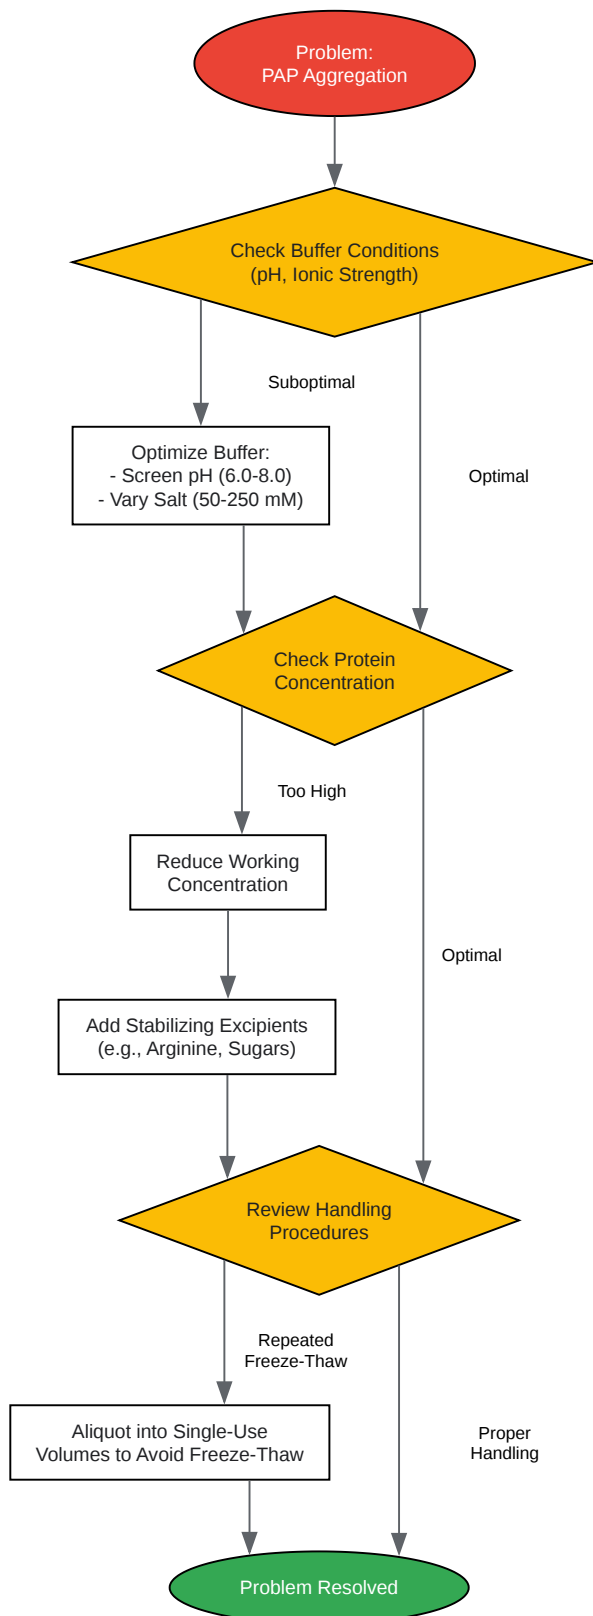 Problem:
PAP Aggregation
Check Buffer Conditions
(pH, Ionic Strength)
Suboptimal
Optimize Buffer:
- Screen pH (6.0-8.0)
- Vary Salt (50-250 mM)
Optimal
Check Protein
Concentration
Too High
Reduce Working
Concentration
Optimal
Add Stabilizing Excipients
(e.g., Arginine, Sugars)
Review Handling
Procedures
Repeated
Freeze-Thaw
Aliquot into Single-Use
Volumes to Avoid Freeze-Thaw
Proper
Handling
Problem Resolved